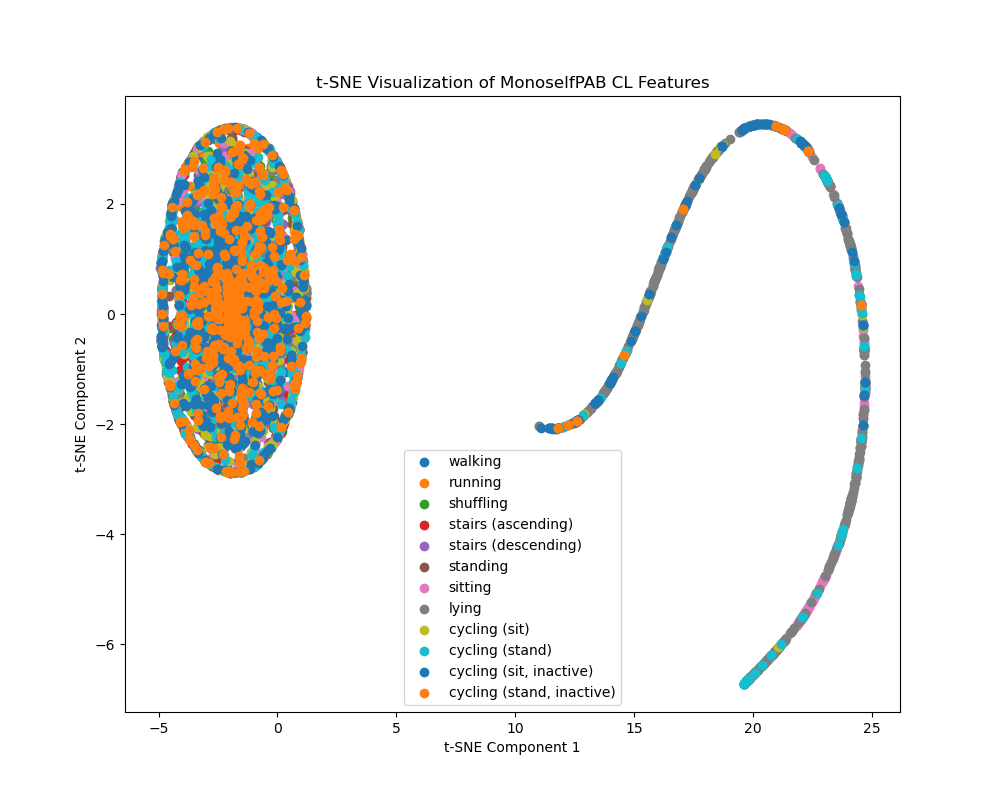 t-SNE Visualization of MonoselfPAB CL Features
t-SNE Component 2
2
0
−2
−4
−6
walking
running
shuffling
stairs (ascending)
stairs (descending)
standing
sitting
lying
cycling (sit)
cycling (stand)
cycling (sit, inactive)
cycling (stand, inactive)
−5
0
5
10
15
20
25
t-SNE Component 1